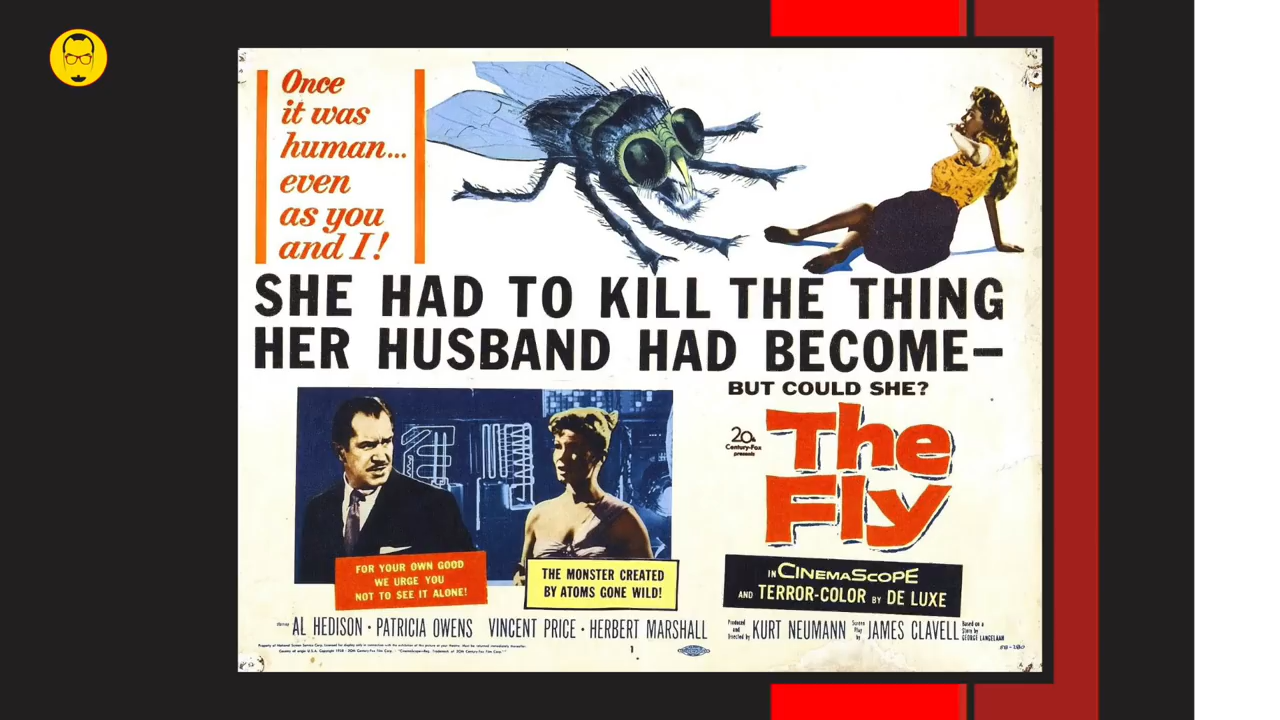 Once
it was
human...
even
as you
and I!
SHE HAD TO KILL THE THING
HER HUSBAND HAD BECOME—
BUT COULD SHE?
20th
Century-Fox
presents
The
Fly
FOR YOUR OWN GOOD
WE URGE YOU
NOT TO SEE IT ALONE!
THE MONSTER CREATED
BY ATOMS GONE WILD!
IN CINEMASCOPE
AND TERROR-COLOR BY DE LUXE
Starring AL HEDISON • PATRICIA OWENS VINCENT PRICE • HERBERT MARSHALL
Produced and Directed by KURT NEUMANN Screen Play by JAMES CLAVELL Based on a Story by GEORGE LANGELAAN